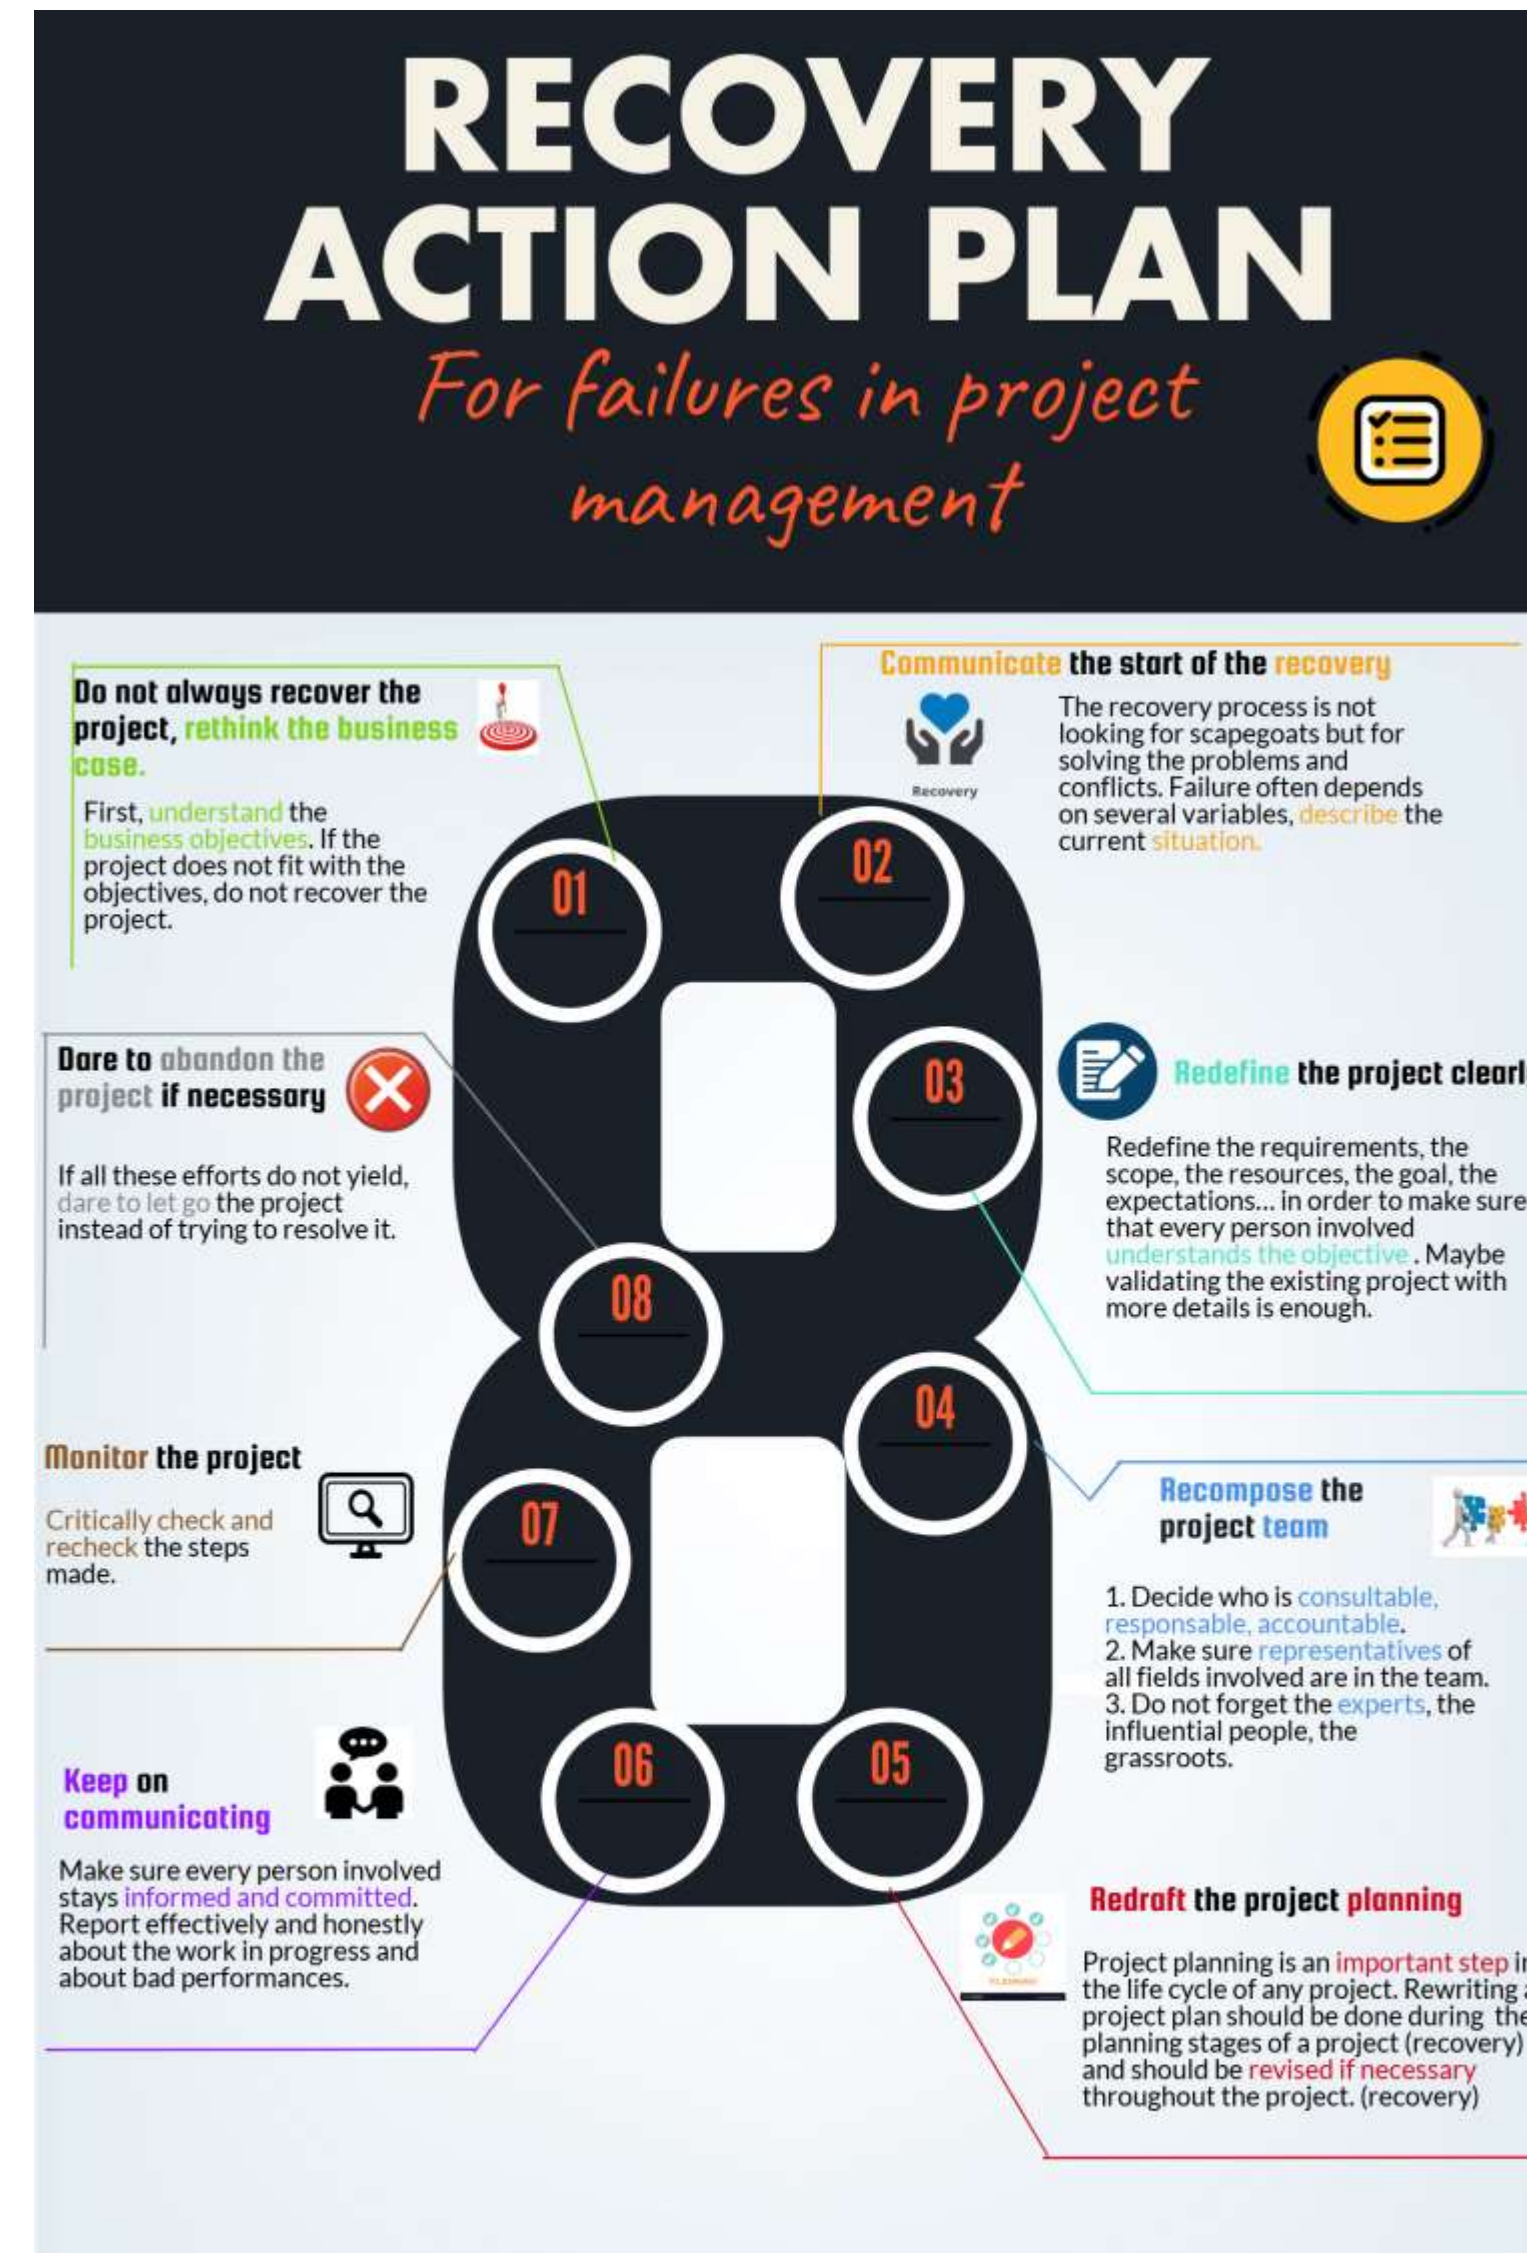 RECOVERY
ACTION PLAN
For failures in project
management
Do not always recover the
project, rethink the business
case.
First, understand the
business objectives. If the
project does not fit with the
objectives, do not recover the
project.
01
Communicate the start of the recovery
Recovery
The recovery process is not
looking for scapegoats but for
solving the problems and
conflicts. Failure often depends
on several variables, describe the
current situation.
02
03
Redefine the project clearl
Redefine the requirements, the
scope, the resources, the goal, the
expectations... in order to make sure
that every person involved
understands the objective . Maybe
validating the existing project with
more details is enough.
Dare to abandon the
project if necessary
If all these efforts do not yield,
dare to let go the project
instead of trying to resolve it.
08
04
Recompose the
project team
1. Decide who is consultable,
responsable, accountable.
2. Make sure representatives of
all fields involved are in the team.
3. Do not forget the experts, the
influential people, the
grassroots.
Monitor the project
Critically check and
recheck the steps
made.
07
06
05
Keep on
communicating
Make sure every person involved
stays informed and committed.
Report effectively and honestly
about the work in progress and
about bad performances.
Redraft the project planning
PLANNING
Project planning is an important step in
the life cycle of any project. Rewriting a
project plan should be done during the
planning stages of a project (recovery)
and should be revised if necessary
throughout the project. (recovery)